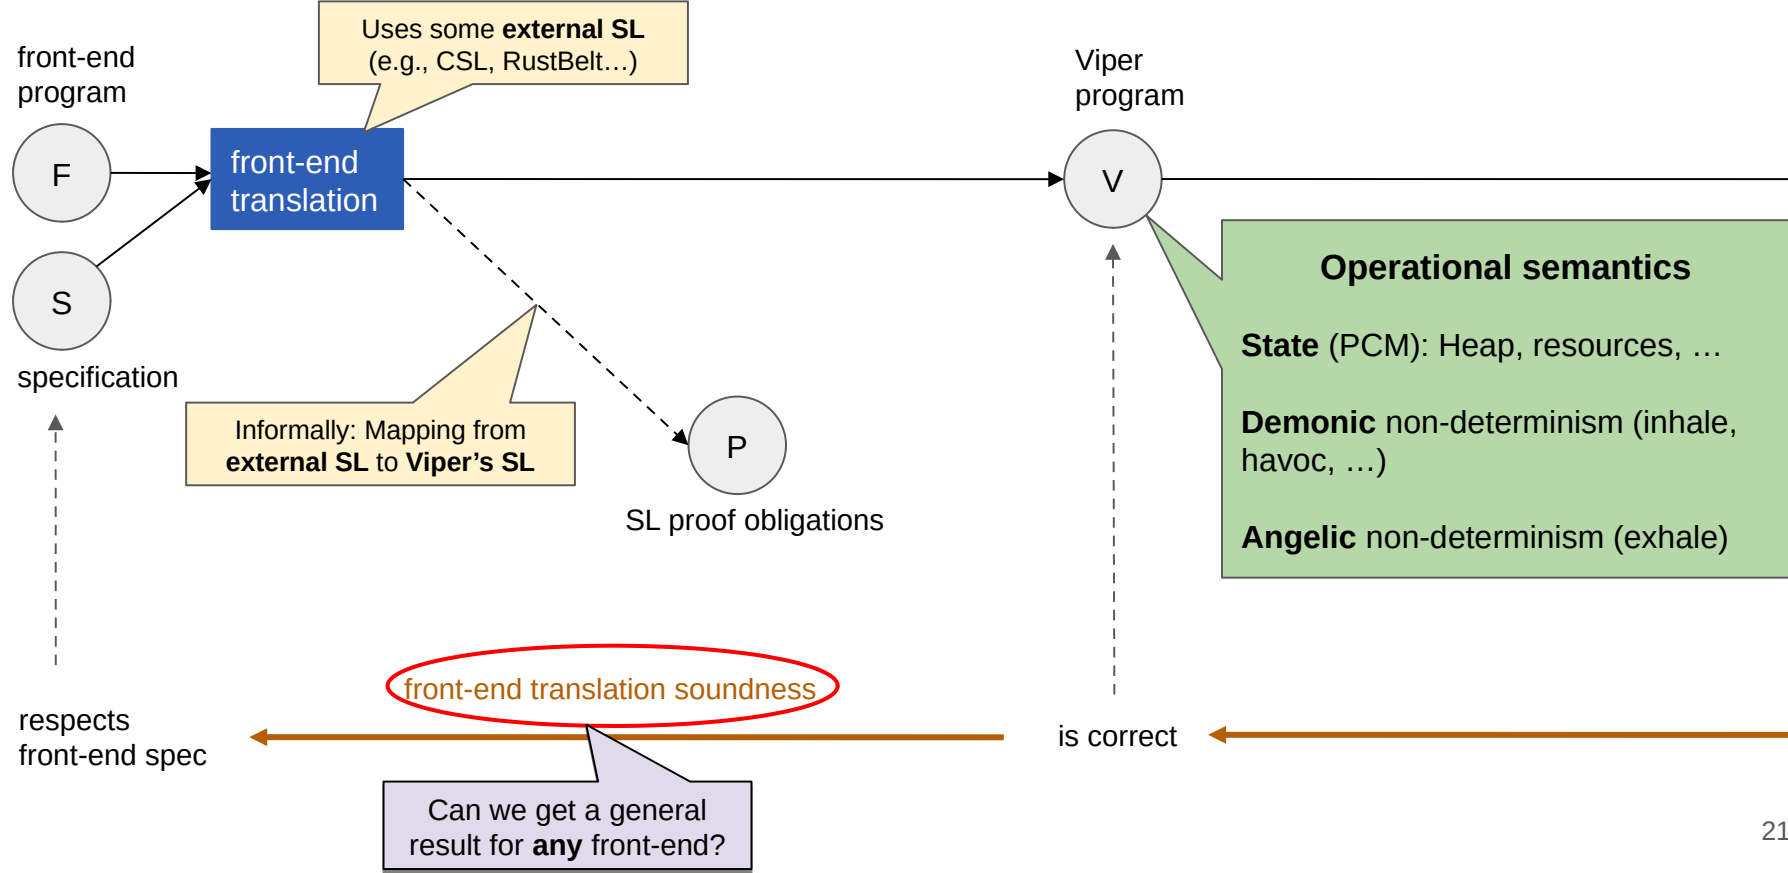 Uses some external SL
(e.g., CSL, RustBelt…)
front-end
program
Viper
program
F
front-end
translation
V
S
specification
Operational semantics
State (PCM): Heap, resources, …
Demonic non-determinism (inhale,
havoc, …)
Angelic non-determinism (exhale)
Informally: Mapping from
external SL to Viper’s SL
P
SL proof obligations
front-end translation soundness
respects
front-end spec
is correct
Can we get a general
result for any front-end?
21